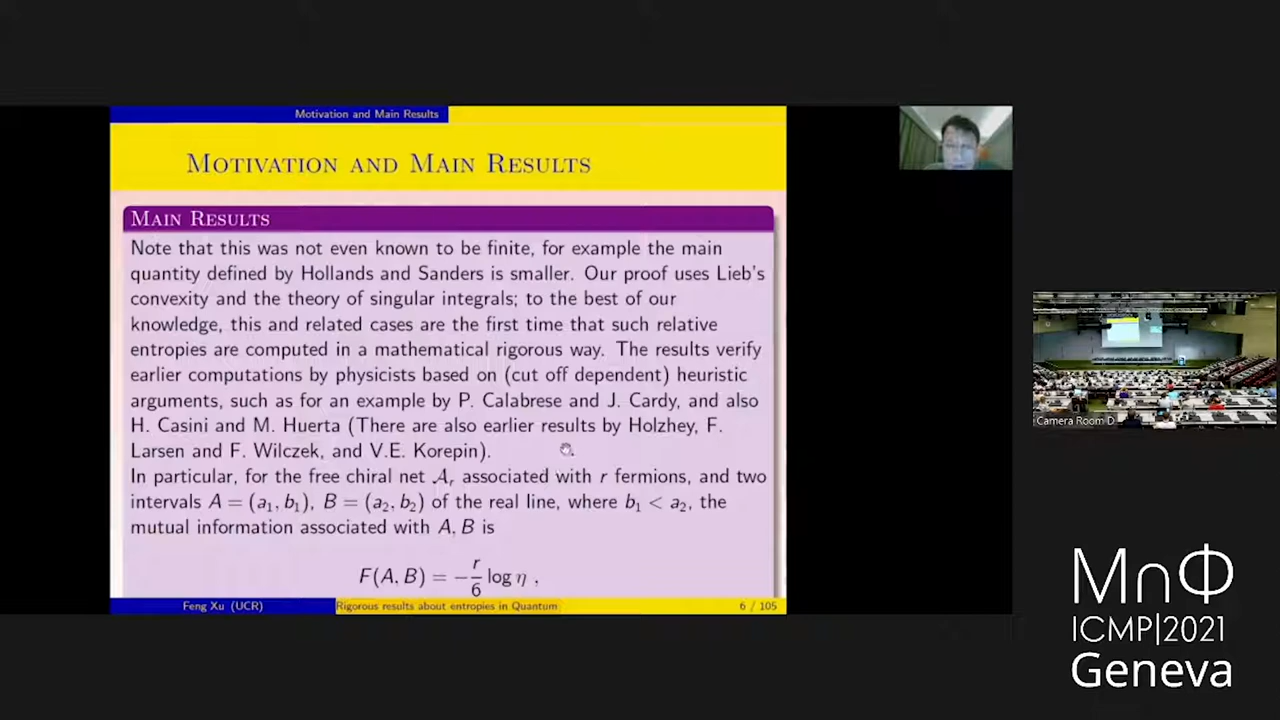 Motivation and Main Results
Motivation and Main Results
Main Results
Note that this was not even known to be finite, for example the main
quantity defined by Hollands and Sanders is smaller. Our proof uses Lieb's
convexity and the theory of singular integrals; to the best of our
knowledge, this and related cases are the first time that such relative
entropies are computed in a mathematical rigorous way. The results verify
earlier computations by physicists based on (cut off dependent) heuristic
arguments, such as for an example by P. Calabrese and J. Cardy, and also
H. Casini and M. Huerta (There are also earlier results by Holzhey, F.
Larsen and F. Wilczek, and V.E. Korepin).
In particular, for the free chiral net 𝒜ᵣ associated with r fermions, and two
intervals A = (a₁, b₁), B = (a₂, b₂) of the real line, where b₁ < a₂, the
mutual information associated with A, B is
F(A, B) = −r/6 log η ,
Feng Xu (UCR)
Rigorous results about entropies in Quantum
6 / 105
Camera Room D
M∩Φ
ICMP|2021
Geneva